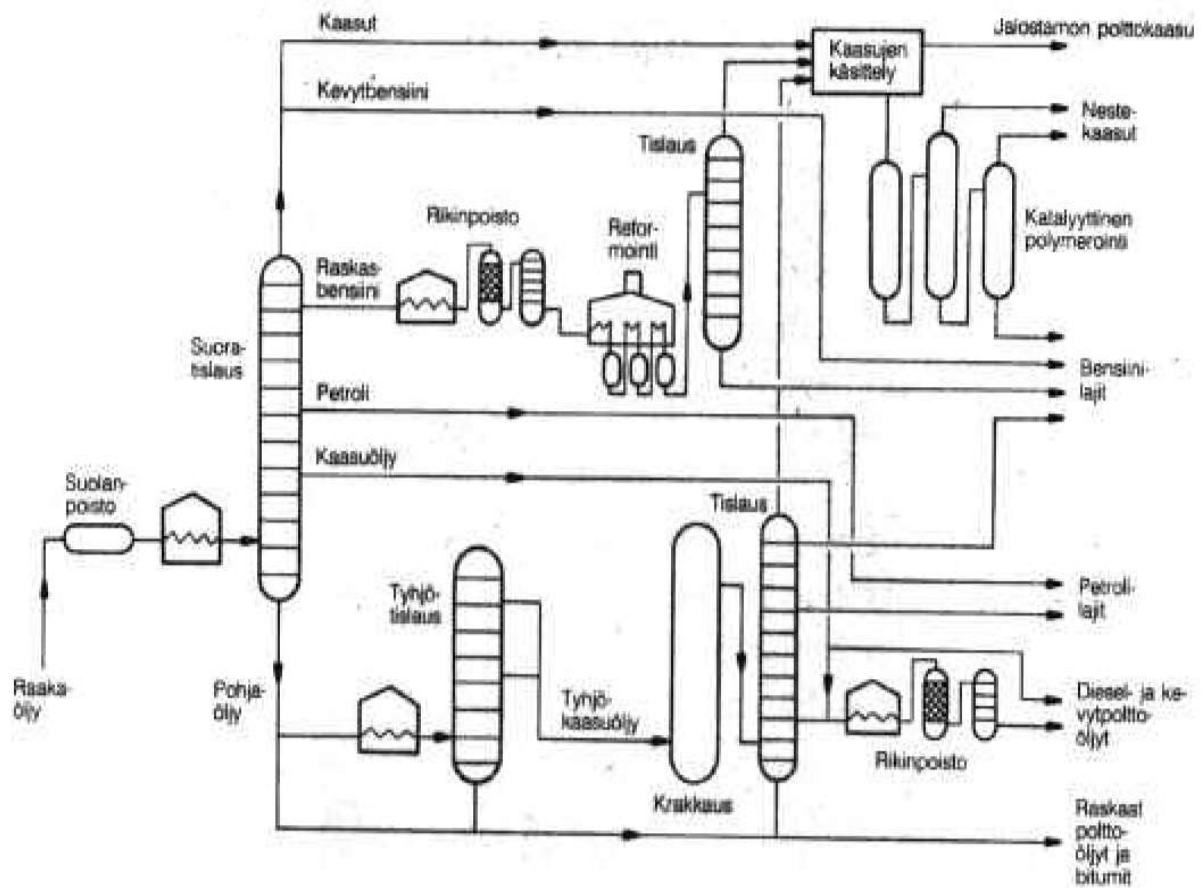 Kaasut
Jalostamon polttokaasu
Kaasujen
käsittely
Kevytbensiini
Neste-
kaasut
Tislaus
Rikinpoisto
Refor-
mointi
Katalyyttinen
polymerointi
Raskas-
bensiini
Suora-
tislaus
Bensiini-
lajit
Petroli
Kaasuöljy
Suolan-
poisto
Tislaus
Tyhjö-
tislaus
Petroli-
lajit
Raaka-
öljy
Pohja-
öljy
Tyhjö-
kaasuöljy
Diesel- ja ke-
vytpoltto-
öljyt
Rikinpoisto
Krakkaus
Raskaat
poltto-
öljyt ja
bitumit